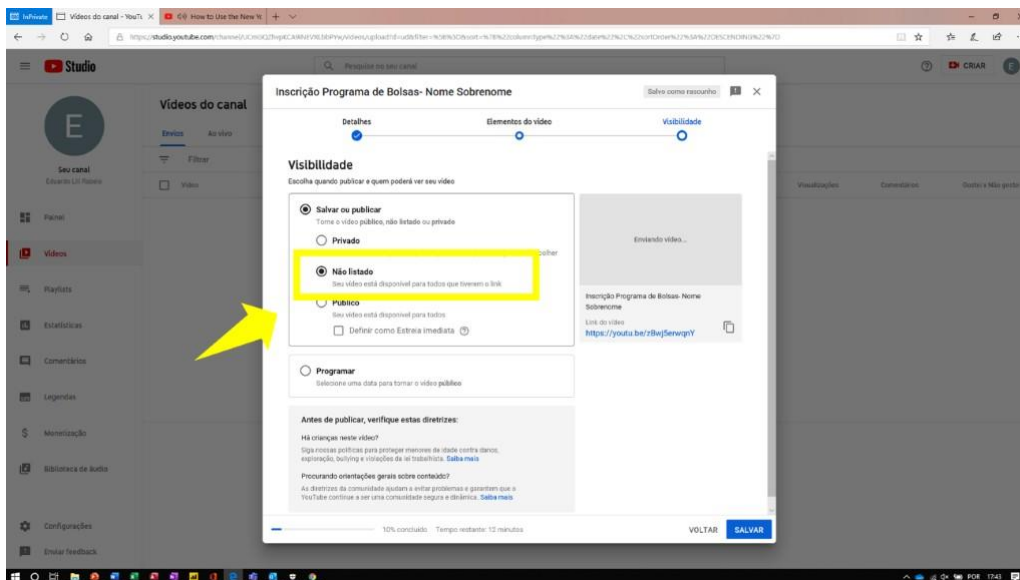 InPrivate
Vídeos do canal - YouTu
How to Use the New Yo
studio.youtube.com
Studio
Pesquise no seu canal
CRIAR
E
E
Seu canal
Vídeos do canal
Envios Ao vivo
Filtrar
Vídeo
Visualizações Comentários
Painel
Vídeos
Playlists
Estatísticas
Comentários
Legendas
Monetização
Biblioteca de áudio
Configurações
Enviar feedback
Inscrição Programa de Bolsas- Nome Sobrenome
Salvo como rascunho
Detalhes Elementos do vídeo Visibilidade
Visibilidade
Escolha quando publicar e quem poderá ver seu vídeo
Salvar ou publicar
Torne o vídeo público, não listado ou privado
Privado
Não listado
Seu vídeo está disponível para todos que tiverem o link
Público
Seu vídeo está disponível para todos
Definir como Estreia imediata
Programar
Selecione uma data para tornar o vídeo público
Enviando vídeo...
Inscrição Programa de Bolsas- Nome
Sobrenome
Link do vídeo
https://youtu.be/zBwj5erwqnY
Antes de publicar, verifique estas diretrizes:
Há crianças neste vídeo?
Siga nossas políticas para proteger menores de idade contra danos,
exploração, bullying e violações da lei trabalhista. Saiba mais
Procurando orientações gerais sobre conteúdo?
As diretrizes da comunidade ajudam a evitar problemas e garantem que o
YouTube continue a ser uma comunidade segura e dinâmica. Saiba mais
10% concluído Tempo restante: 12 minutos
VOLTAR SALVAR
POR 17:43